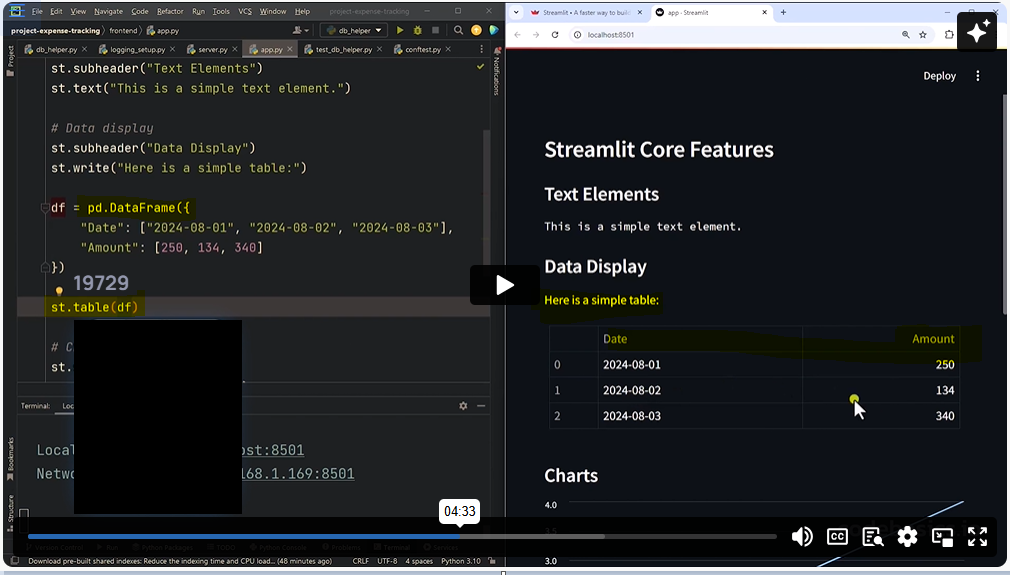 File Edit View Navigate Code Refactor Run Tools VCS Window Help project-expense-tracking
project-expense-tracking frontend app.py db_helper
db_helper.py logging_setup.py server.py app.py test_db_helper.py conftest.py
Project
Notifications
st.subheader("Text Elements")
st.text("This is a simple text element.")
# Data display
st.subheader("Data Display")
st.write("Here is a simple table:")
df = pd.DataFrame({
"Date": ["2024-08-01", "2024-08-02", "2024-08-03"],
"Amount": [250, 134, 340]
})
19729
st.table(df)
# C
st.
Terminal: Loc
Local
ost:8501
Netwo
168.1.169:8501
Bookmarks
Structure
Download pre-built shared indexes: Reduce the indexing time and CPU load... (48 minutes ago) CRLF UTF-8 4 spaces Python 3.10
Streamlit • A faster way to build
app - Streamlit
localhost:8501
Deploy
Streamlit Core Features
Text Elements
This is a simple text element.
Data Display
Here is a simple table:
Date Amount
0 2024-08-01 250
1 2024-08-02 134
2 2024-08-03 340
Charts
4.0
3.5
3.0
04:33
CC